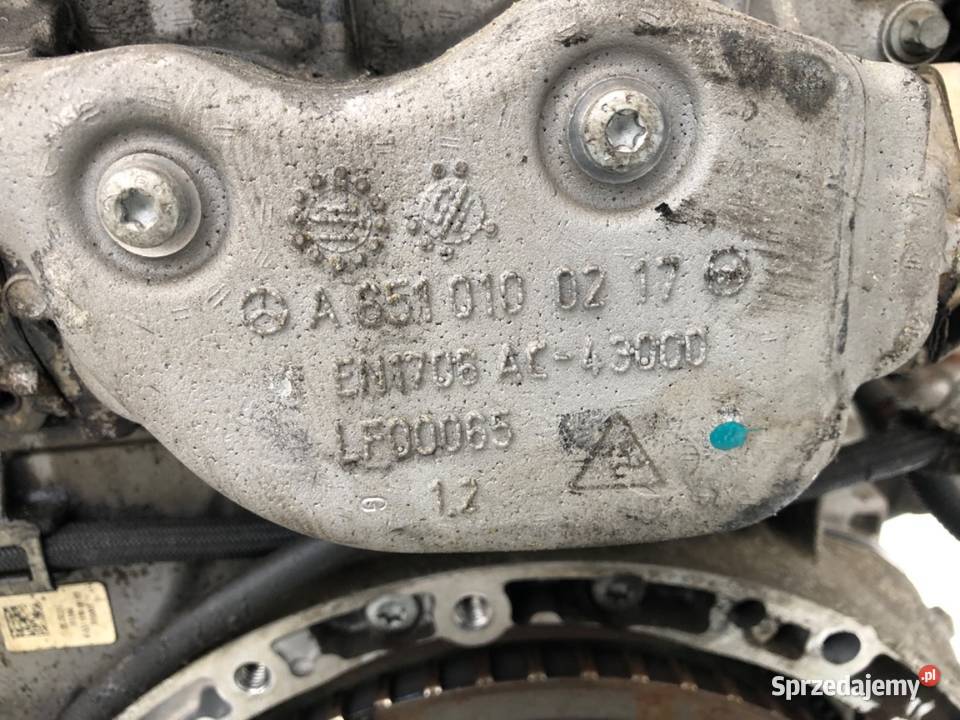 A 651 010 02 17
EN1706 AC-43000
LF00065
1.2
Sprzedajemy.pl